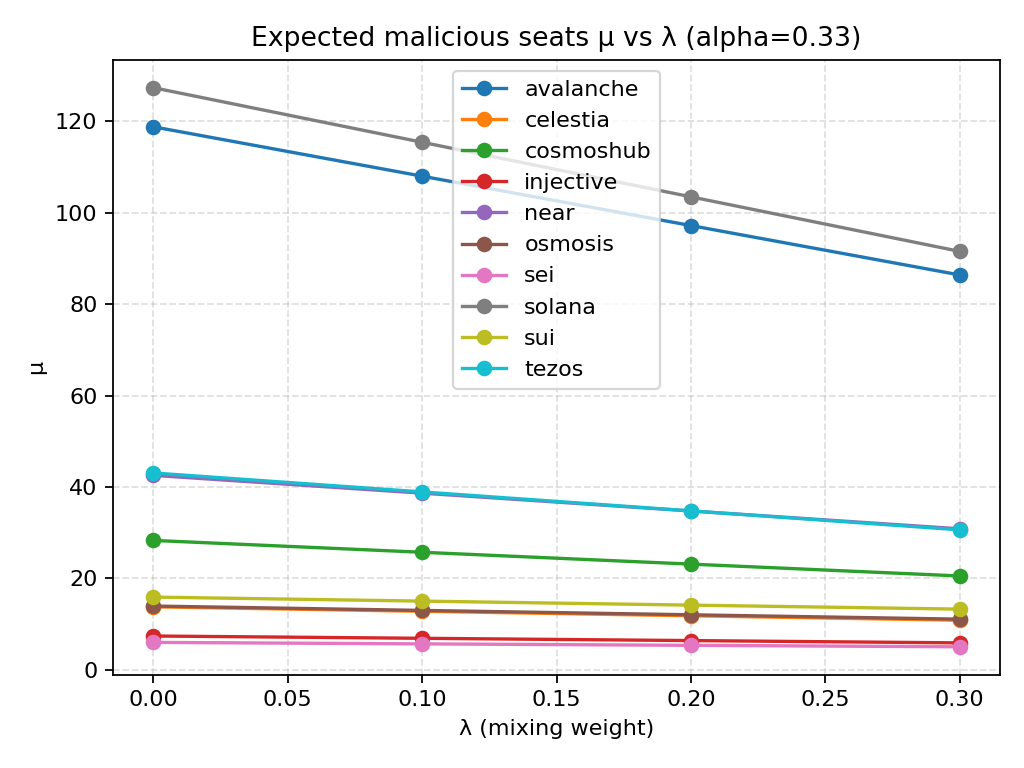 Expected malicious seats μ vs λ (alpha=0.33)
avalanche
celestia
cosmoshub
injective
near
osmosis
sei
solana
sui
tezos
120
100
80
60
40
20
0
μ
0.00 0.05 0.10 0.15 0.20 0.25 0.30
λ (mixing weight)